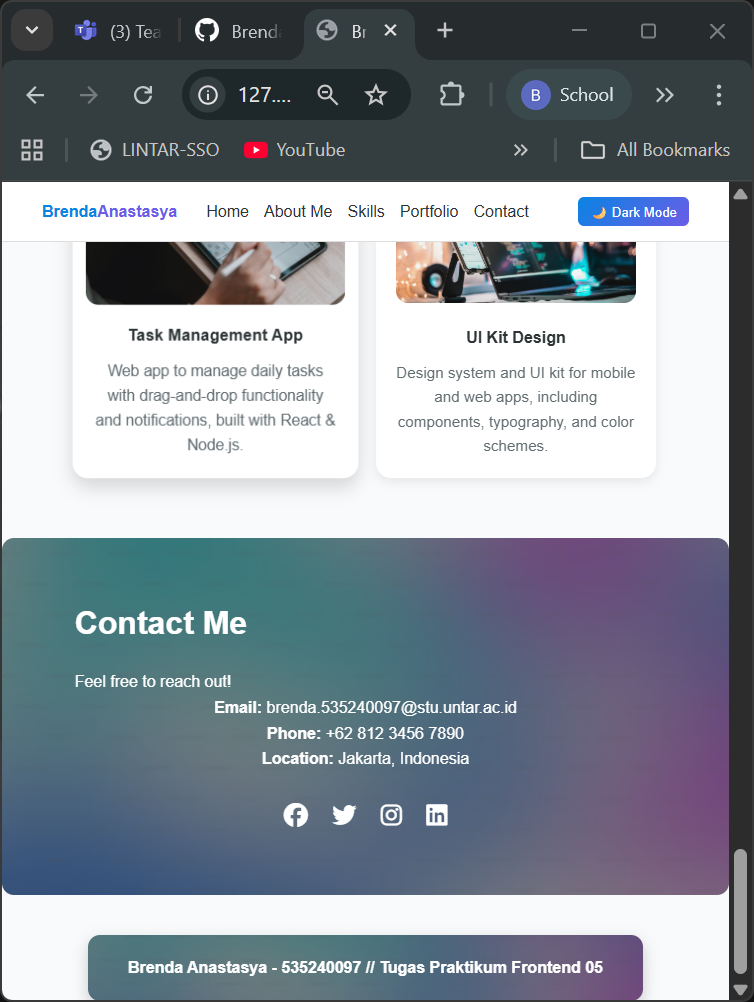 (3) Tea
Brenda
Br
127....
B
School
LINTAR-SSO
YouTube
All Bookmarks
BrendaAnastasya
Home
About Me
Skills
Portfolio
Contact
Dark Mode
Task Management App
Web app to manage daily tasks
with drag-and-drop functionality
and notifications, built with React &
Node.js.
UI Kit Design
Design system and UI kit for mobile
and web apps, including
components, typography, and color
schemes.
Contact Me
Feel free to reach out!
Email: brenda.535240097@stu.untar.ac.id
Phone: +62 812 3456 7890
Location: Jakarta, Indonesia
Brenda Anastasya - 535240097 // Tugas Praktikum Frontend 05